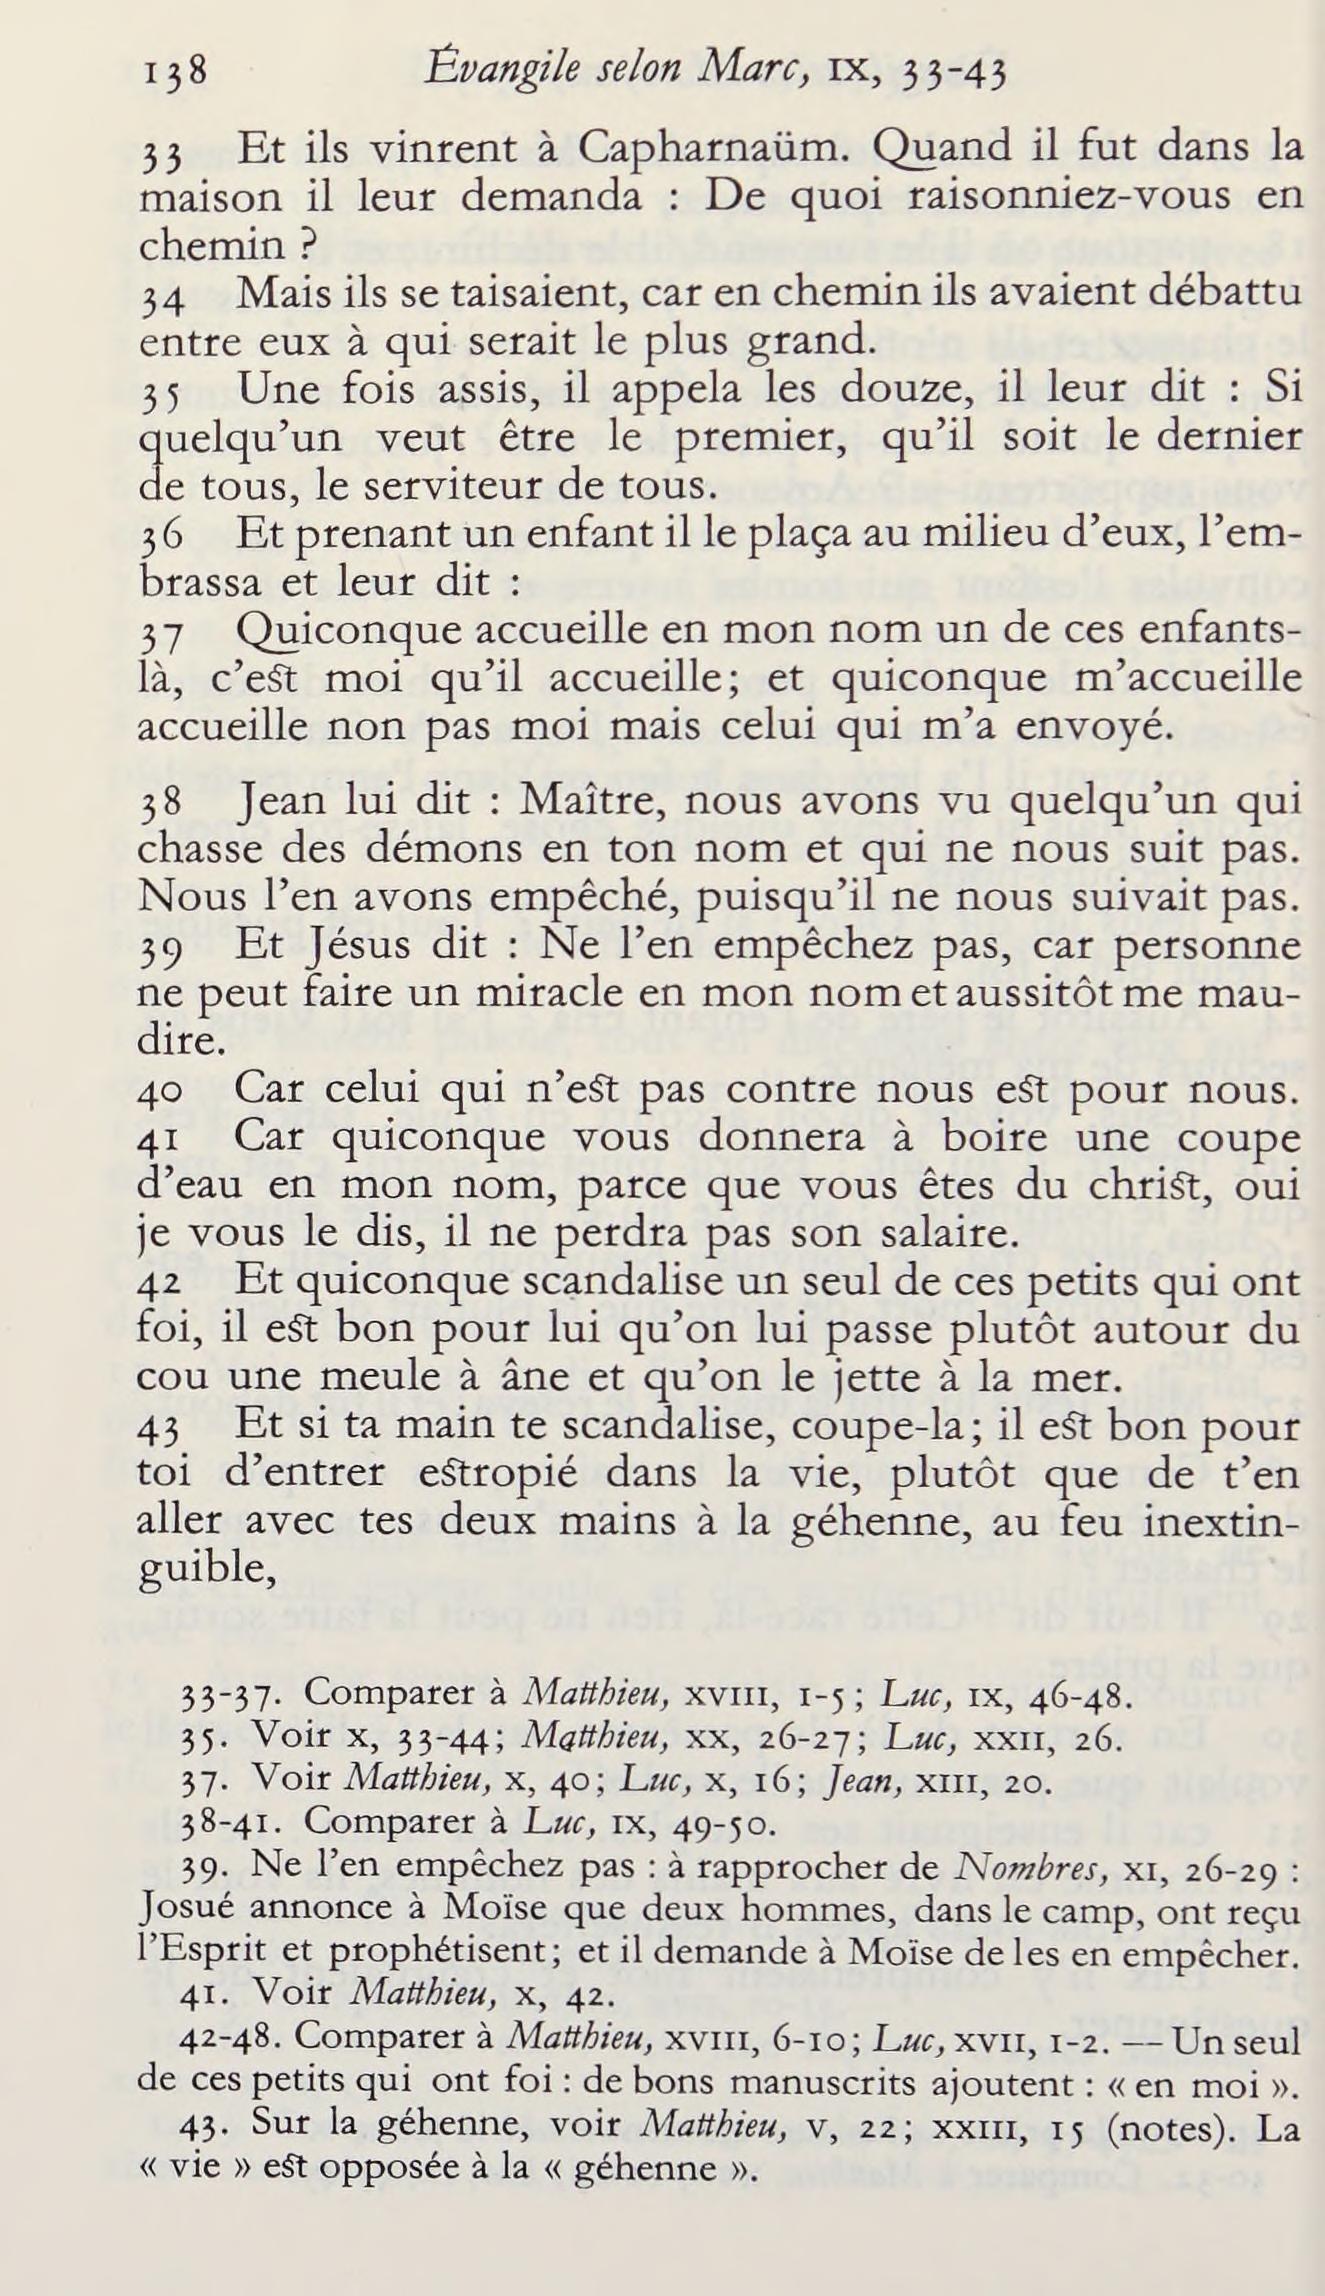 138 Évangile selon Marc, IX, 33-43
33 Et ils vinrent à Capharnaüm. Quand il fut dans la
maison il leur demanda : De quoi raisonniez-vous en
chemin ?
34 Mais ils se taisaient, car en chemin ils avaient débattu
entre eux à qui serait le plus grand.
35 Une fois assis, il appela les douze, il leur dit : Si
quelqu'un veut être le premier, qu'il soit le dernier
de tous, le serviteur de tous.
36 Et prenant un enfant il le plaça au milieu d'eux, l'em-
brassa et leur dit :
37 Quiconque accueille en mon nom un de ces enfants-
là, c'est moi qu'il accueille; et quiconque m'accueille
accueille non pas moi mais celui qui m'a envoyé.
38 Jean lui dit : Maître, nous avons vu quelqu'un qui
chasse des démons en ton nom et qui ne nous suit pas.
Nous l'en avons empêché, puisqu'il ne nous suivait pas.
39 Et Jésus dit : Ne l'en empêchez pas, car personne
ne peut faire un miracle en mon nom et aussitôt me mau-
dire.
40 Car celui qui n'est pas contre nous est pour nous.
41 Car quiconque vous donnera à boire une coupe
d'eau en mon nom, parce que vous êtes du christ, oui
je vous le dis, il ne perdra pas son salaire.
42 Et quiconque scandalise un seul de ces petits qui ont
foi, il est bon pour lui qu'on lui passe plutôt autour du
cou une meule à âne et qu'on le jette à la mer.
43 Et si ta main te scandalise, coupe-la; il est bon pour
toi d'entrer estropié dans la vie, plutôt que de t'en
aller avec tes deux mains à la géhenne, au feu inextin-
guible,
33-37. Comparer à Matthieu, XVIII, 1-5 ; Luc, IX, 46-48.
35. Voir X, 33-44; Matthieu, XX, 26-27; Luc, XXII, 26.
37. Voir Matthieu, X, 40; Luc, X, 16; Jean, XIII, 20.
38-41. Comparer à Luc, IX, 49-50.
39. Ne l'en empêchez pas : à rapprocher de Nombres, XI, 26-29 :
Josué annonce à Moïse que deux hommes, dans le camp, ont reçu
l'Esprit et prophétisent; et il demande à Moïse de les en empêcher.
41. Voir Matthieu, X, 42.
42-48. Comparer à Matthieu, XVIII, 6-10; Luc, XVII, 1-2. — Un seul
de ces petits qui ont foi : de bons manuscrits ajoutent : « en moi ».
43. Sur la géhenne, voir Matthieu, V, 22; XXIII, 15 (notes). La
« vie » est opposée à la « géhenne ».